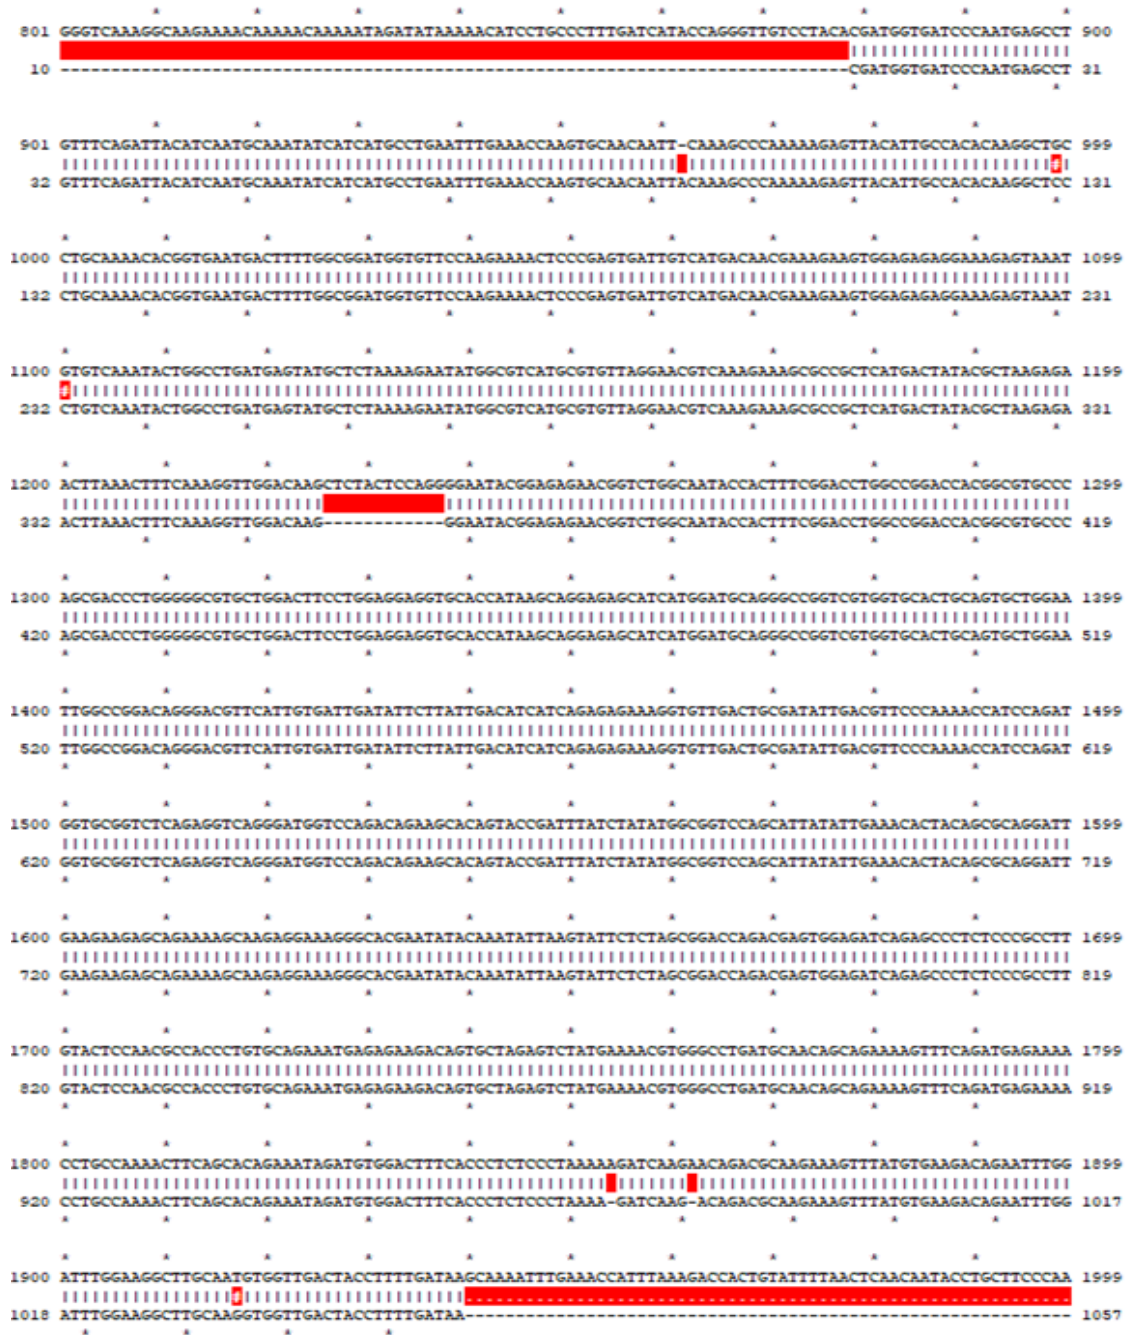 801 GGGTCAAAGGCAAGAAAACAAAAACAAAAATAGATATAAAAACATCCTGCCCTTTGATCATACCAGGGTTGTCCTACACGATGGTGATCCCAATGAGCCT 900
10 ------------------------------------------------------------------------------CGATGGTGATCCCAATGAGCCT 31
901 GTTTCAGATTACATCAATGCAAATATCATCATGCCTGAATTTGAAACCAAGTGCAACAATT-CAAAGCCCAAAAAGAGTTACATTGCCACACAAGGCTGC 999
32 GTTTCAGATTACATCAATGCAAATATCATCATGCCTGAATTTGAAACCAAGTGCAACAATTACAAAGCCCAAAAAGAGTTACATTGCCACACAAGGCTCC 131
1000 CTGCAAAACACGGTGAATGACTTTTGGCGGATGGTGTTCCAAGAAAACTCCCGAGTGATTGTCATGACAACGAAAGAAGTGGAGAGAGGAAAGAGTAAAT 1099
132 CTGCAAAACACGGTGAATGACTTTTGGCGGATGGTGTTCCAAGAAAACTCCCGAGTGATTGTCATGACAACGAAAGAAGTGGAGAGAGGAAAGAGTAAAT 231
1100 GTGTCAAATACTGGCCTGATGAGTATGCTCTAAAAGAATATGGCGTCATGCGTGTTAGGAACGTCAAAGAAAGCGCCGCTCATGACTATACGCTAAGAGA 1199
232 CTGTCAAATACTGGCCTGATGAGTATGCTCTAAAAGAATATGGCGTCATGCGTGTTAGGAACGTCAAAGAAAGCGCCGCTCATGACTATACGCTAAGAGA 331
1200 ACTTAAACTTTCAAAGGTTGGACAAGCTCTACTCCAGGGGAATACGGAGAGAACGGTCTGGCAATACCACTTTCGGACCTGGCCGGACCACGGCGTGCCC 1299
332 ACTTAAACTTTCAAAGGTTGGACAAG------------GGAATACGGAGAGAACGGTCTGGCAATACCACTTTCGGACCTGGCCGGACCACGGCGTGCCC 419
1300 AGCGACCCTGGGGGCGTGCTGGACTTCCTGGAGGAGGTGCACCATAAGCAGGAGAGCATCATGGATGCAGGGCCGGTCGTGGTGCACTGCAGTGCTGGAA 1399
420 AGCGACCCTGGGGGCGTGCTGGACTTCCTGGAGGAGGTGCACCATAAGCAGGAGAGCATCATGGATGCAGGGCCGGTCGTGGTGCACTGCAGTGCTGGAA 519
1400 TTGGCCGGACAGGGACGTTCATTGTGATTGATATTCTTATTGACATCATCAGAGAGAAAGGTGTTGACTGCGATATTGACGTTCCCAAAACCATCCAGAT 1499
520 TTGGCCGGACAGGGACGTTCATTGTGATTGATATTCTTATTGACATCATCAGAGAGAAAGGTGTTGACTGCGATATTGACGTTCCCAAAACCATCCAGAT 619
1500 GGTGCGGTCTCAGAGGTCAGGGATGGTCCAGACAGAAGCACAGTACCGATTTATCTATATGGCGGTCCAGCATTATATTGAAACACTACAGCGCAGGATT 1599
620 GGTGCGGTCTCAGAGGTCAGGGATGGTCCAGACAGAAGCACAGTACCGATTTATCTATATGGCGGTCCAGCATTATATTGAAACACTACAGCGCAGGATT 719
1600 GAAGAAGAGCAGAAAAGCAAGAGGAAAGGGCACGAATATACAAATATTAAGTATTCTCTAGCGGACCAGACGAGTGGAGATCAGAGCCCTCTCCCGCCTT 1699
720 GAAGAAGAGCAGAAAAGCAAGAGGAAAGGGCACGAATATACAAATATTAAGTATTCTCTAGCGGACCAGACGAGTGGAGATCAGAGCCCTCTCCCGCCTT 819
1700 GTACTCCAACGCCACCCTGTGCAGAAATGAGAGAAGACAGTGCTAGAGTCTATGAAAACGTGGGCCTGATGCAACAGCAGAAAAGTTTCAGATGAGAAAA 1799
820 GTACTCCAACGCCACCCTGTGCAGAAATGAGAGAAGACAGTGCTAGAGTCTATGAAAACGTGGGCCTGATGCAACAGCAGAAAAGTTTCAGATGAGAAAA 919
1800 CCTGCCAAAACTTCAGCACAGAAATAGATGTGGACTTTCACCCTCTCCCTAAAAAGATCAAGAACAGACGCAAGAAAGTTTATGTGAAGACAGAATTTGG 1899
920 CCTGCCAAAACTTCAGCACAGAAATAGATGTGGACTTTCACCCTCTCCCTAAAA-GATCAAG-ACAGACGCAAGAAAGTTTATGTGAAGACAGAATTTGG 1017
1900 ATTTGGAAGGCTTGCAATGTGGTTGACTACCTTTTGATAAGCAAAATTTGAAACCATTTAAAGACCACTGTATTTTAACTCAACAATACCTGCTTCCCAA 1999
1018 ATTTGGAAGGCTTGCAAGGTGGTTGACTACCTTTTGATAA------------------------------------------------------------ 1057